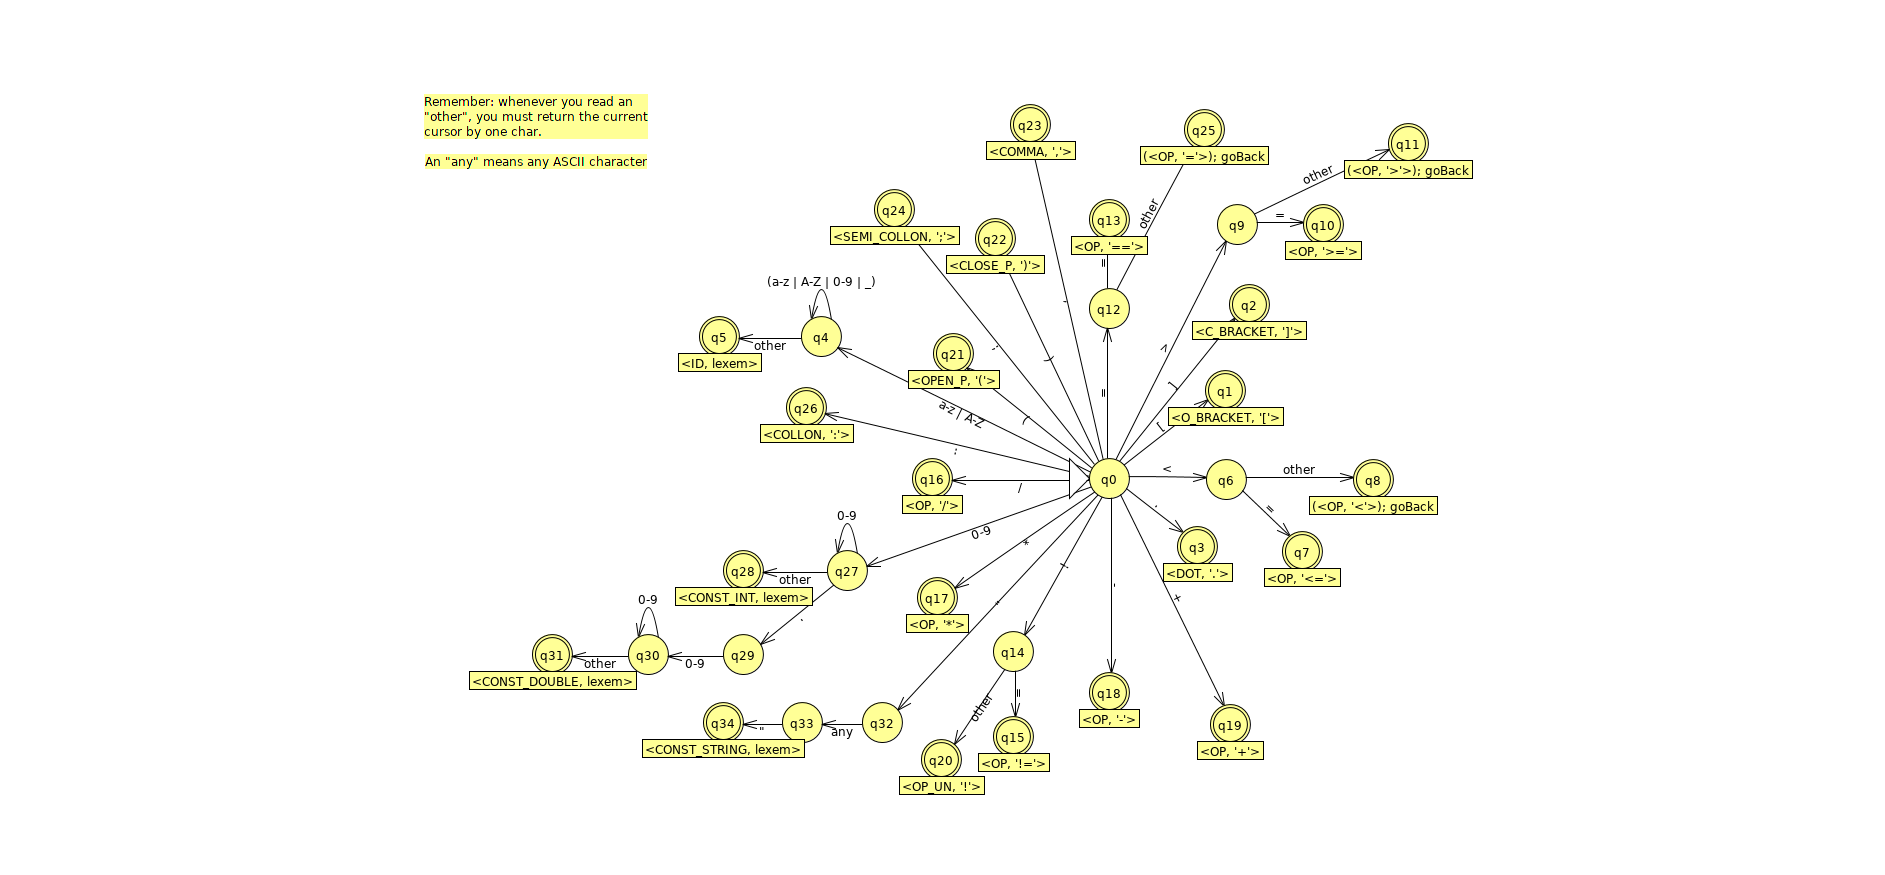 Remember: whenever you read an
"other", you must return the current
cursor by one char.
An "any" means any ASCII character
q23
<COMMA, ','>
q25
(<OP, '='>); goBack
q11
(<OP, '>'>); goBack
other
q24
<SEMI_COLLON, ';'>
q22
<CLOSE_P, ')'>
q13
<OP, '=='>
other
q9
=
q10
<OP, '>='>
=
(a-z | A-Z | 0-9 | _)
q12
q2
<C_BRACKET, ']'>
q5
other
q4
<ID, lexem>
;
)
,
=
>
]
q21
<OPEN_P, '('>
q1
<O_BRACKET, '['>
q26
<COLLON, ':'>
a-z | A-Z
(
[
:
q16
<OP, '/'>
/
q0
<
q6
other
q8
(<OP, '<'>); goBack
=
q7
<OP, '<='>
.
q3
<DOT, '.'>
0-9
0-9
*
!
-
+
q28
other
q27
<CONST_INT, lexem>
q17
<OP, '*'>
"
.
0-9
q31
other
q30
0-9
q29
<CONST_DOUBLE, lexem>
q14
other
=
q18
<OP, '-'>
q34
"
q33
any
q32
<CONST_STRING, lexem>
q15
<OP, '!='>
q19
<OP, '+'>
q20
<OP_UN, '!'>